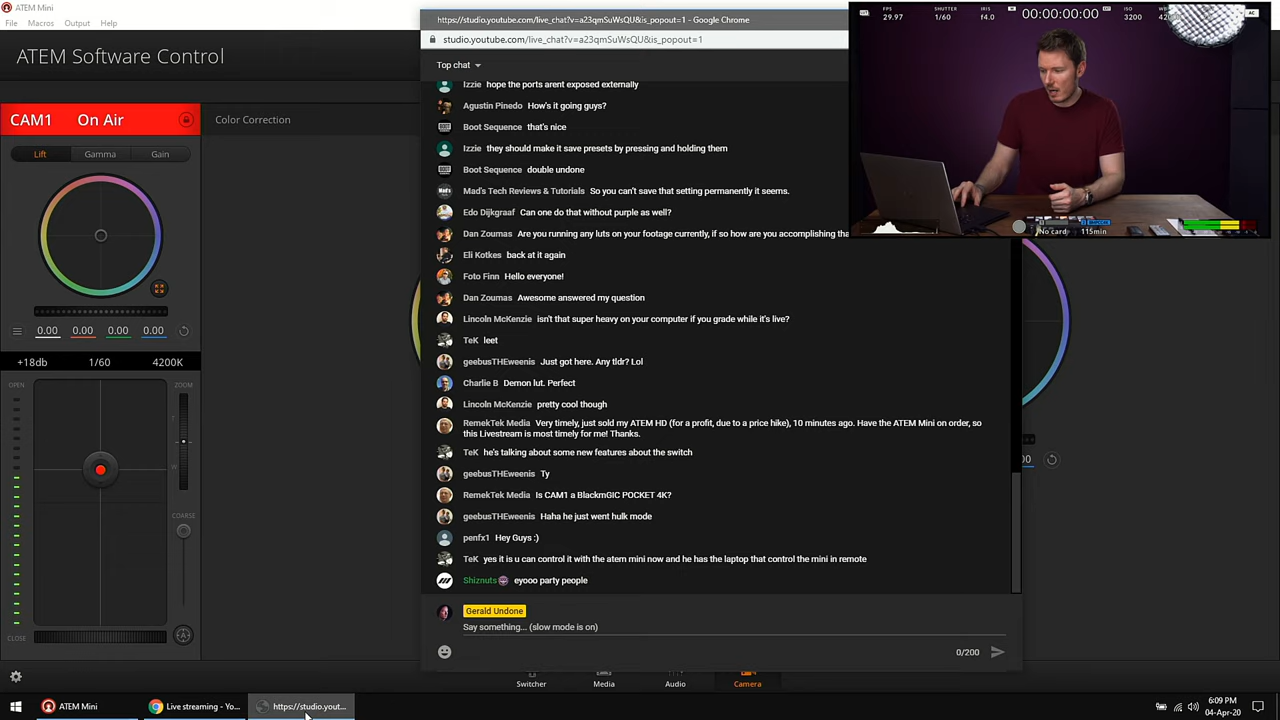 ATEM Mini
File Macros Output Help
ATEM Software Control
CAM1 On Air
Color Correction
Lift Gamma Gain
0.00 0.00 0.00 0.00
+18db 1/60 4200K
OPEN
ZOOM
T
W
COARSE
CLOSE
https://studio.youtube.com/live_chat?v=a23qmSuWsQU&is_popout=1 - Google Chrome
studio.youtube.com/live_chat?v=a23qmSuWsQU&is_popout=1
Top chat
Izzie hope the ports arent exposed externally
Agustin Pinedo How's it going guys?
Boot Sequence that's nice
Izzie they should make it save presets by pressing and holding them
Boot Sequence double undone
Mad's Tech Reviews & Tutorials So you can't save that setting permanently it seems.
Edo Dijkgraaf Can one do that without purple as well?
Dan Zoumas Are you running any luts on your footage currently, if so how are you accomplishing tha
Eli Kotkes back at it again
Foto Finn Hello everyone!
Dan Zoumas Awesome answered my question
Lincoln McKenzie isn't that super heavy on your computer if you grade while it's live?
TeK leet
geebusTHEweenis Just got here. Any tldr? Lol
Charlie B Demon lut. Perfect
Lincoln McKenzie pretty cool though
RemekTek Media Very timely, just sold my ATEM HD (for a profit, due to a price hike), 10 minutes ago. Have the ATEM Mini on order, so
this Livestream is most timely for me! Thanks.
TeK he's talking about some new features about the switch
geebusTHEweenis Ty
RemekTek Media Is CAM1 a BlackmGIC POCKET 4K?
geebusTHEweenis Haha he just went hulk mode
penfx1 Hey Guys :)
TeK yes it is u can control it with the atem mini now and he has the laptop that control the mini in remote
Shiznuts eyooo party people
Gerald Undone
Say something... (slow mode is on)
0/200
FPS
29.97
SHUTTER
1/60
IRIS
f4.0
00:00:00:00
ISO
3200
AC
No card
115min
00
Switcher Media Audio Camera
ATEM Mini
Live streaming - Yo...
https://studio.yout...
6:09 PM
04-Apr-20